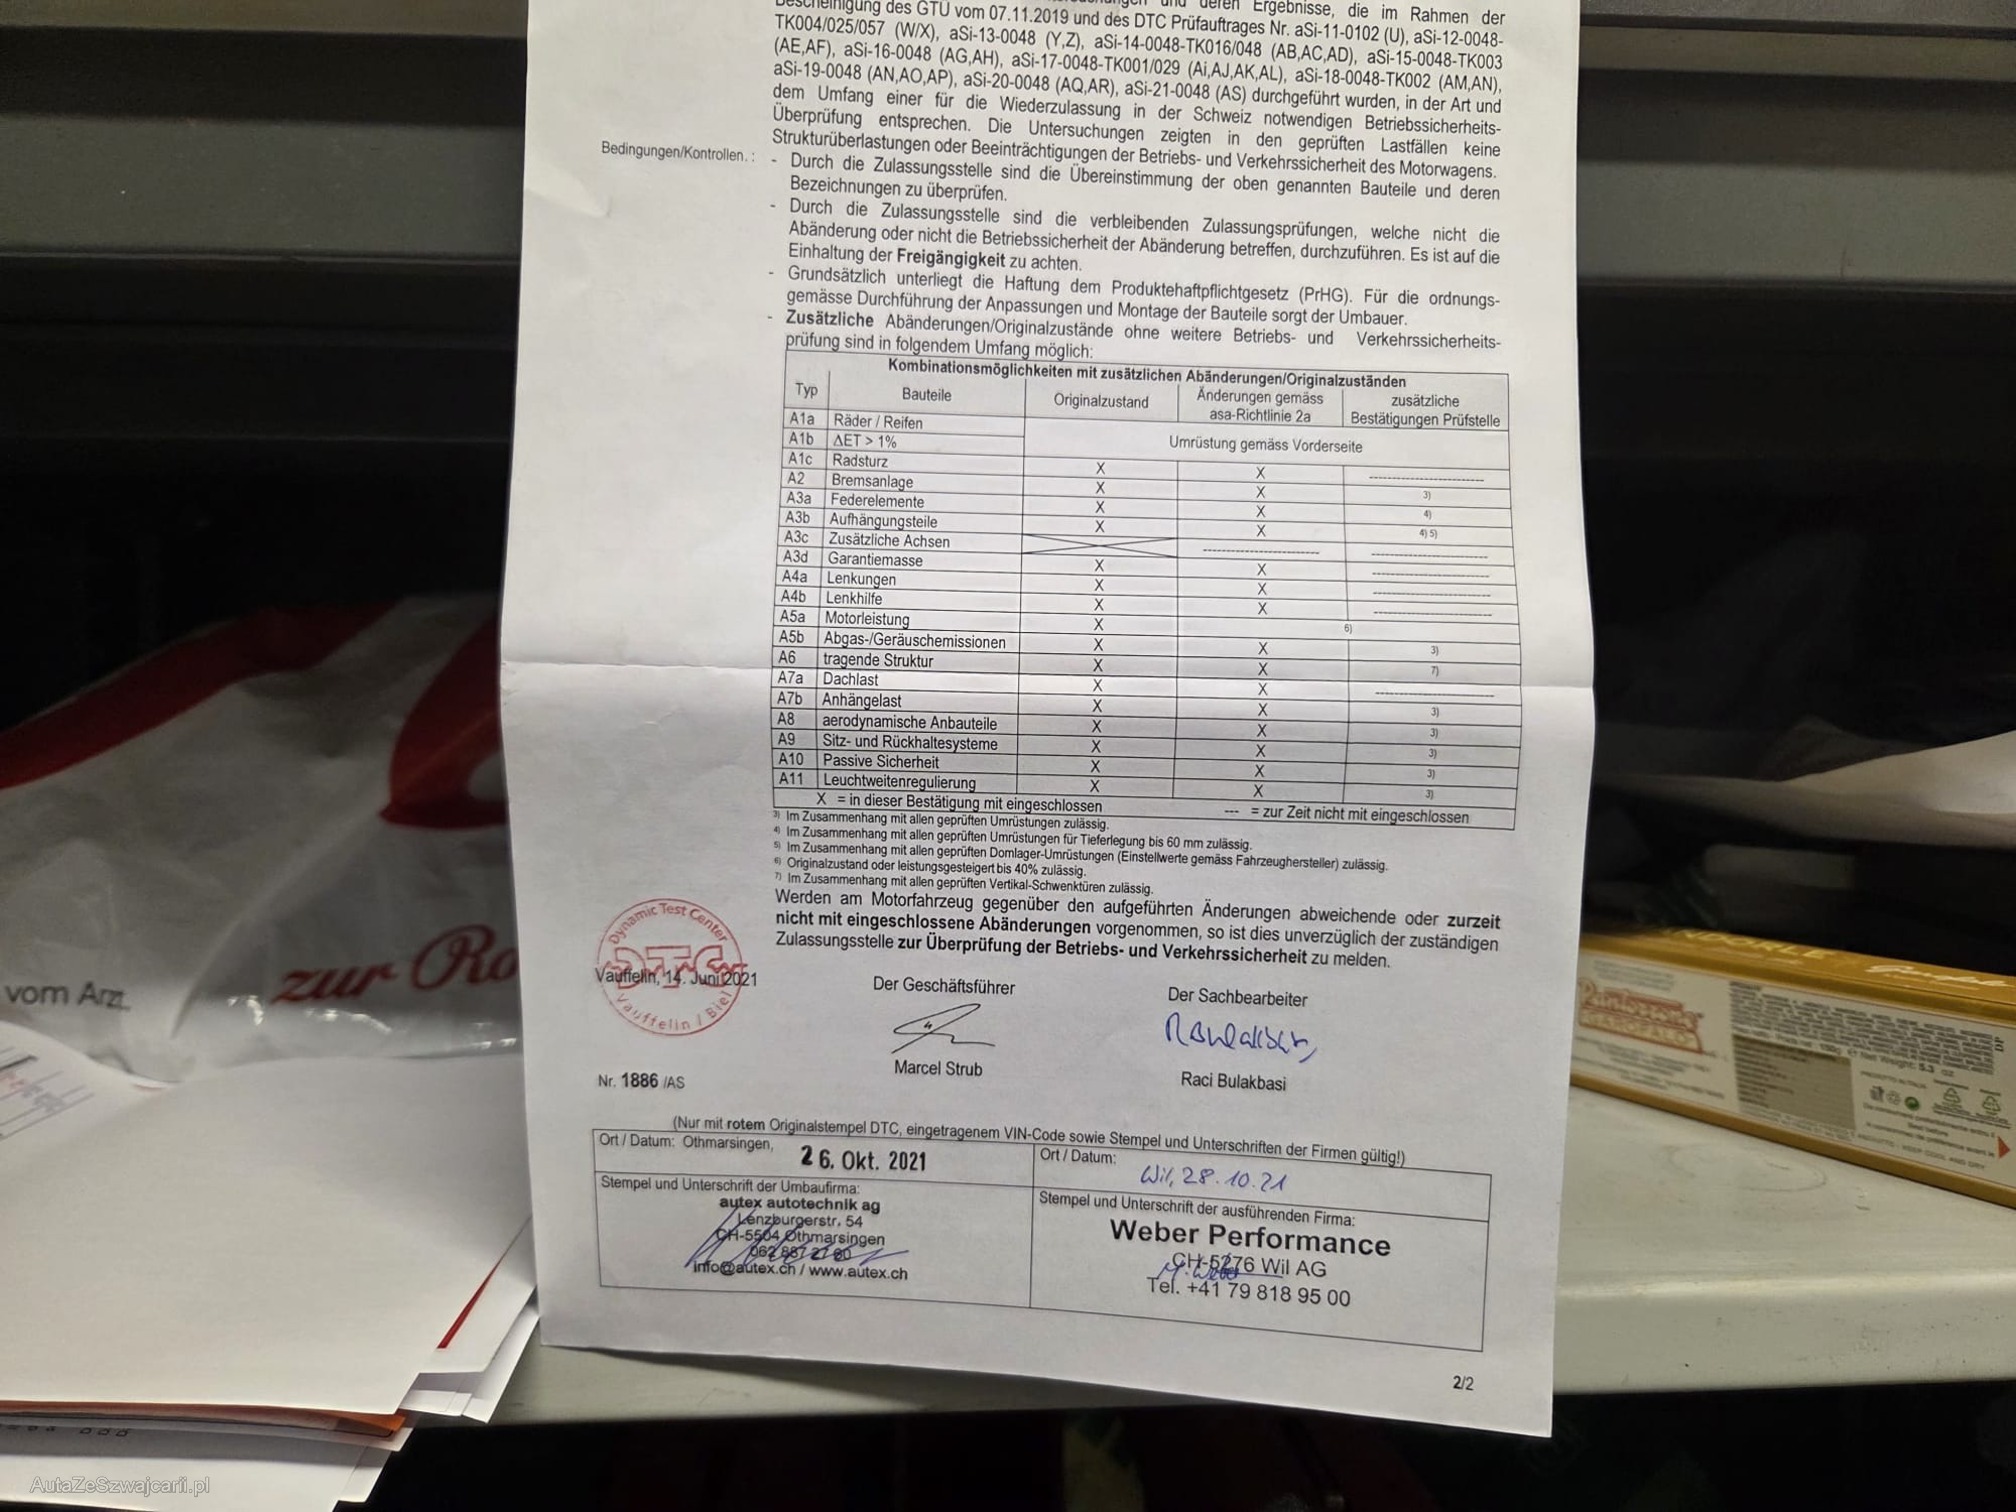 Bescheinigung des GTÜ vom 07.11.2019 und des DTC Prüfauftrages Nr. aSi-11-0102 (U), aSi-12-0048-
TK004/025/057 (W/X), aSi-13-0048 (Y,Z), aSi-14-0048-TK016/048 (AB,AC,AD), aSi-15-0048-TK003
(AE,AF), aSi-16-0048 (AG,AH), aSi-17-0048-TK001/029 (Ai,AJ,AK,AL), aSi-18-0048-TK002 (AM,AN),
aSi-19-0048 (AN,AO,AP), aSi-20-0048 (AQ,AR), aSi-21-0048 (AS) durchgeführt wurden, in der Art und
dem Umfang einer für die Wiederzulassung in der Schweiz notwendigen Betriebssicherheits-
Überprüfung entsprechen. Die Untersuchungen zeigten in den geprüften Lastfällen keine
Strukturüberlastungen oder Beeinträchtigungen der Betriebs- und Verkehrssicherheit des Motorwagens.
Bedingungen/Kontrollen. : - Durch die Zulassungsstelle sind die Übereinstimmung der oben genannten Bauteile und deren
Bezeichnungen zu überprüfen.
- Durch die Zulassungsstelle sind die verbleibenden Zulassungsprüfungen, welche nicht die
Abänderung oder nicht die Betriebssicherheit der Abänderung betreffen, durchzuführen. Es ist auf die
Einhaltung der Freigängigkeit zu achten.
- Grundsätzlich unterliegt die Haftung dem Produktehaftpflichtgesetz (PrHG). Für die ordnungs-
gemässe Durchführung der Anpassungen und Montage der Bauteile sorgt der Umbauer.
- Zusätzliche Abänderungen/Originalzustände ohne weitere Betriebs- und Verkehrssicherheits-
prüfung sind in folgendem Umfang möglich:
Kombinationsmöglichkeiten mit zusätzlichen Abänderungen/Originalzuständen
Typ Bauteile Originalzustand Änderungen gemäss asa-Richtlinie 2a zusätzliche Bestätigungen Prüfstelle
A1a Räder / Reifen
A1b ΔET > 1% Umrüstung gemäss Vorderseite
A1c Radsturz X X ----------
A2 Bremsanlage X X 3)
A3a Federelemente X X 4)
A3b Aufhängungsteile X X 4) 5)
A3c Zusätzliche Achsen ---------- ----------
A3d Garantiemasse X X ----------
A4a Lenkungen X X ----------
A4b Lenkhilfe X X ----------
A5a Motorleistung X 6)
A5b Abgas-/Geräuschemissionen X X 3)
A6 tragende Struktur X X 7)
A7a Dachlast X X ----------
A7b Anhängelast X X 3)
A8 aerodynamische Anbauteile X X 3)
A9 Sitz- und Rückhaltesysteme X X 3)
A10 Passive Sicherheit X X 3)
A11 Leuchtweitenregulierung X X 3)
X = in dieser Bestätigung mit eingeschlossen --- = zur Zeit nicht mit eingeschlossen
3) Im Zusammenhang mit allen geprüften Umrüstungen zulässig.
4) Im Zusammenhang mit allen geprüften Umrüstungen für Tieferlegung bis 60 mm zulässig.
5) Im Zusammenhang mit allen geprüften Domlager-Umrüstungen (Einstellwerte gemäss Fahrzeughersteller) zulässig.
6) Originalzustand oder leistungsgesteigert bis 40% zulässig.
7) Im Zusammenhang mit allen geprüften Vertikal-Schwenktüren zulässig.
Werden am Motorfahrzeug gegenüber den aufgeführten Änderungen abweichende oder zurzeit
nicht mit eingeschlossene Abänderungen vorgenommen, so ist dies unverzüglich der zuständigen
Zulassungsstelle zur Überprüfung der Betriebs- und Verkehrssicherheit zu melden.
Dynamic Test Center
DTC
Vauffelin / Biel
Vauffelin, 14. Juni 2021
Der Geschäftsführer Der Sachbearbeiter
Marcel Strub Raci Bulakbasi
Nr. 1886 /AS
(Nur mit rotem Originalstempel DTC, eingetragenem VIN-Code sowie Stempel und Unterschriften der Firmen gültig!)
Ort / Datum: Othmarsingen, 26. Okt. 2021
Ort / Datum: Wil, 28.10.21
Stempel und Unterschrift der Umbaufirma:
autex autotechnik ag
Lenzburgerstr. 54
CH-5504 Othmarsingen
062 887 27 80
info@autex.ch / www.autex.ch
Stempel und Unterschrift der ausführenden Firma:
Weber Performance
CH-5276 Wil AG
M. Weber
Tel. +41 79 818 95 00
2/2
vom Arzt
zur Ro
AutaZeSzwajcarii.pl